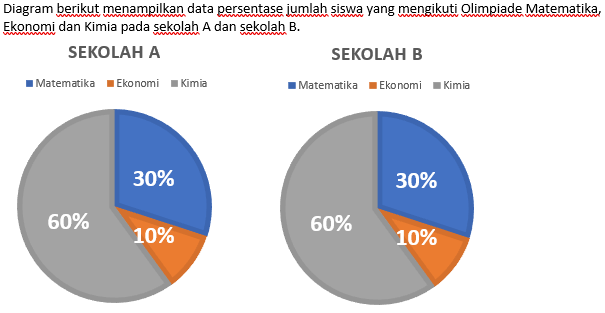 Diagram berikut menampilkan data persentase jumlah siswa yang mengikuti Olimpiade Matematika,
Ekonomi dan Kimia pada sekolah A dan sekolah B.
SEKOLAH A
Matematika Ekonomi Kimia
30%
10%
60%
SEKOLAH B
Matematika Ekonomi Kimia
30%
10%
60%